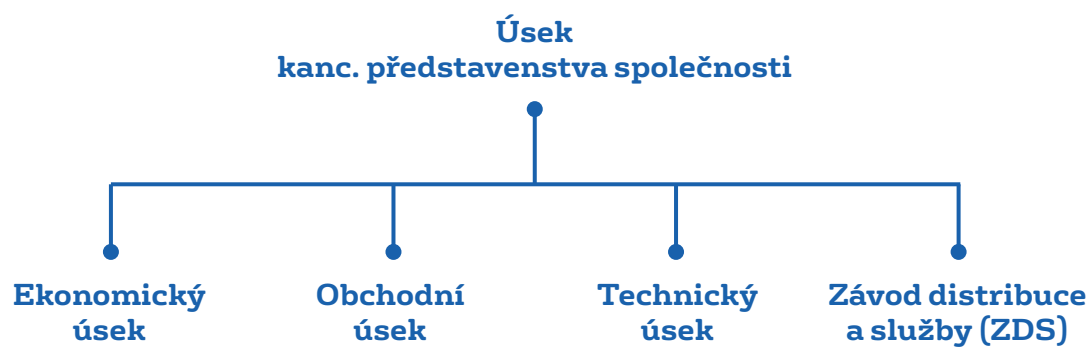 Úsek
kanc. představenstva společnosti
Ekonomický
úsek
Obchodní
úsek
Technický
úsek
Závod distribuce
a služby (ZDS)